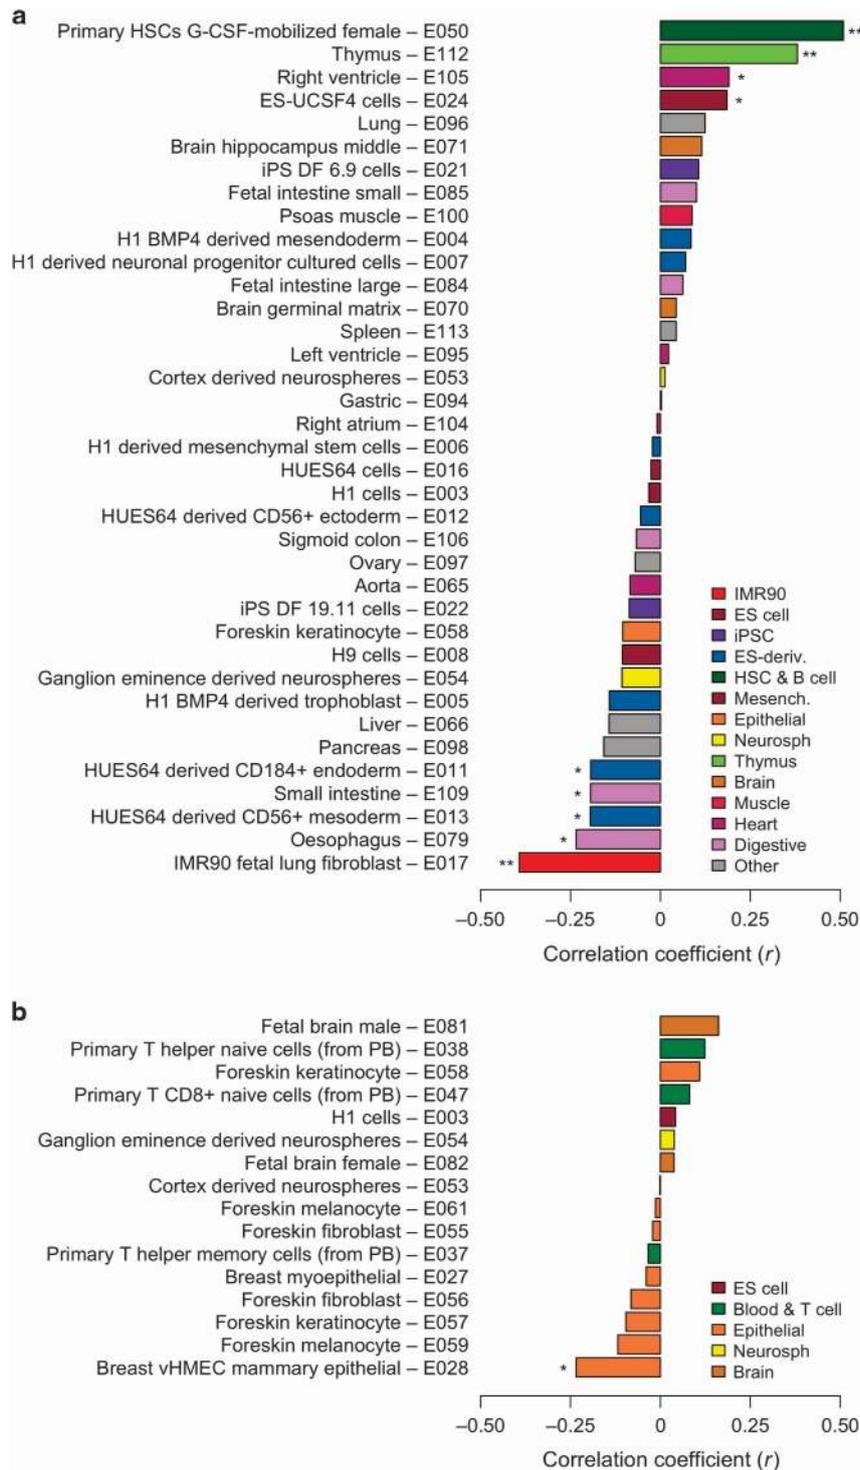 a
Primary HSCs G-CSF-mobilized female – E050
**
Thymus – E112
**
Right ventricle – E105
*
ES-UCSF4 cells – E024
*
Lung – E096
Brain hippocampus middle – E071
iPS DF 6.9 cells – E021
Fetal intestine small – E085
Psoas muscle – E100
H1 BMP4 derived mesendoderm – E004
H1 derived neuronal progenitor cultured cells – E007
Fetal intestine large – E084
Brain germinal matrix – E070
Spleen – E113
Left ventricle – E095
Cortex derived neurospheres – E053
Gastric – E094
Right atrium – E104
H1 derived mesenchymal stem cells – E006
HUES64 cells – E016
H1 cells – E003
HUES64 derived CD56+ ectoderm – E012
Sigmoid colon – E106
Ovary – E097
Aorta – E065
iPS DF 19.11 cells – E022
Foreskin keratinocyte – E058
H9 cells – E008
Ganglion eminence derived neurospheres – E054
H1 BMP4 derived trophoblast – E005
Liver – E066
Pancreas – E098
HUES64 derived CD184+ endoderm – E011
*
Small intestine – E109
*
HUES64 derived CD56+ mesoderm – E013
*
Oesophagus – E079
*
IMR90 fetal lung fibroblast – E017
**
IMR90
ES cell
iPSC
ES-deriv.
HSC & B cell
Mesench.
Epithelial
Neurosph
Thymus
Brain
Muscle
Heart
Digestive
Other
–0.50 –0.25 0 0.25 0.50
Correlation coefficient (r)
b
Fetal brain male – E081
Primary T helper naive cells (from PB) – E038
Foreskin keratinocyte – E058
Primary T CD8+ naive cells (from PB) – E047
H1 cells – E003
Ganglion eminence derived neurospheres – E054
Fetal brain female – E082
Cortex derived neurospheres – E053
Foreskin melanocyte – E061
Foreskin fibroblast – E055
Primary T helper memory cells (from PB) – E037
Breast myoepithelial – E027
Foreskin fibroblast – E056
Foreskin keratinocyte – E057
Foreskin melanocyte – E059
Breast vHMEC mammary epithelial – E028
*
ES cell
Blood & T cell
Epithelial
Neurosph
Brain
–0.50 –0.25 0 0.25 0.50
Correlation coefficient (r)